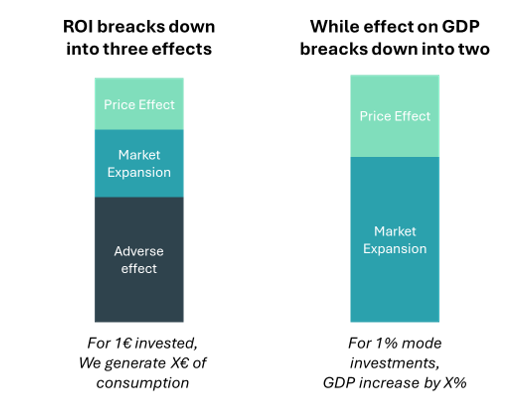 ROI breacks down
into three effects
Price Effect
Market
Expansion
Adverse
effect
For 1€ invested,
We generate X€ of
consumption
While effect on GDP
breacks down into two
Price Effect
Market
Expansion
For 1% mode
investments,
GDP increase by X%